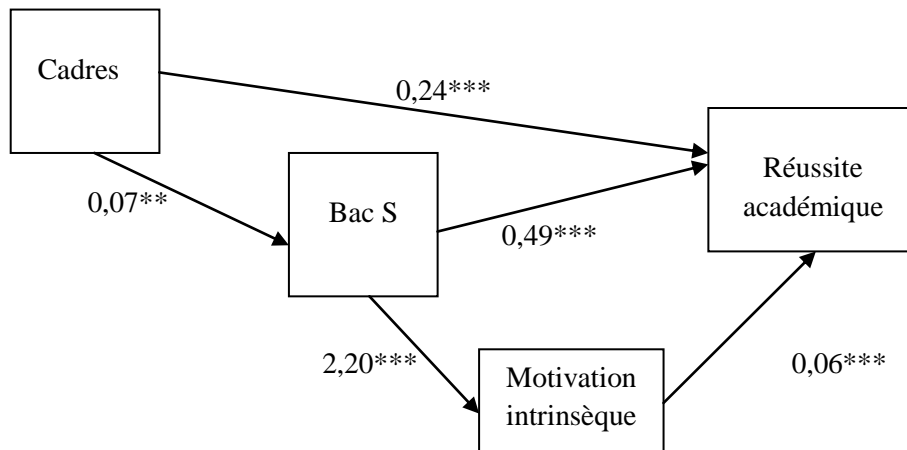 Cadres
0,24***
Réussite
académique
0,07**
Bac S
0,49***
2,20***
Motivation
intrinsèque
0,06***